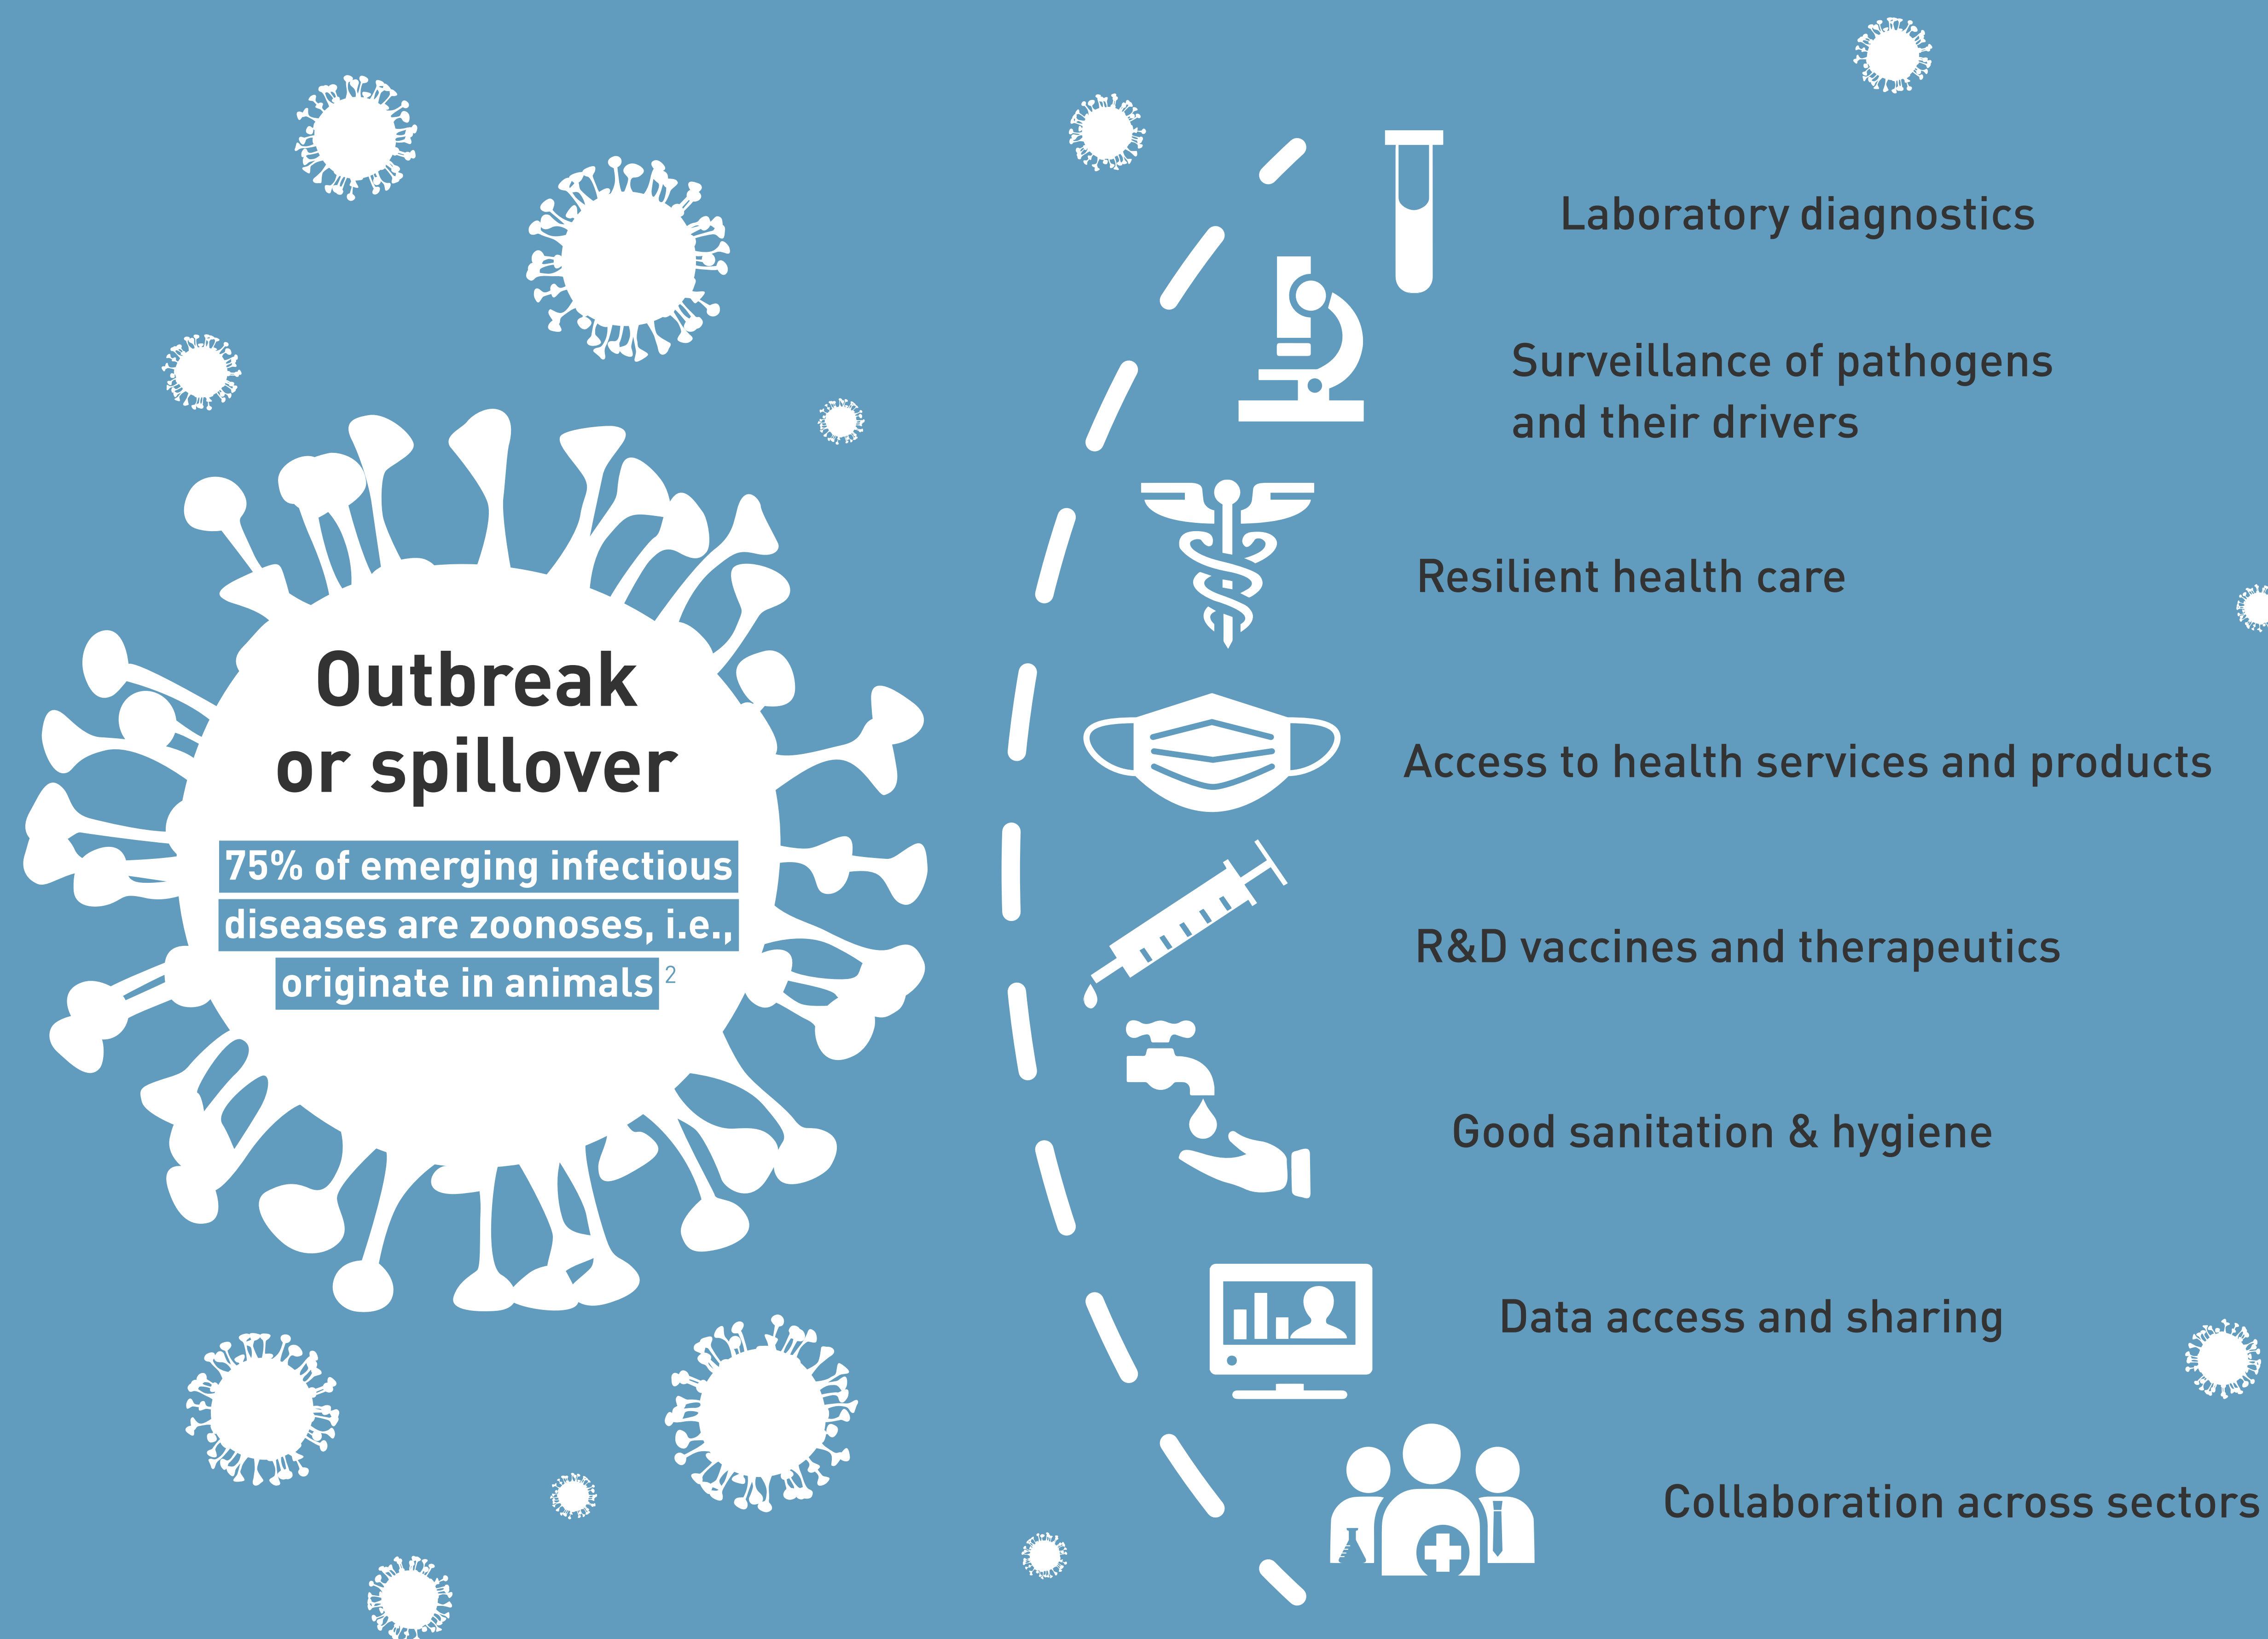 Outbreak
or spillover
75% of emerging infectious
diseases are zoonoses, i.e.,
originate in animals 2
Laboratory diagnostics
Surveillance of pathogens
and their drivers
Resilient health care
Access to health services and products
R&D vaccines and therapeutics
Good sanitation & hygiene
Data access and sharing
Collaboration across sectors